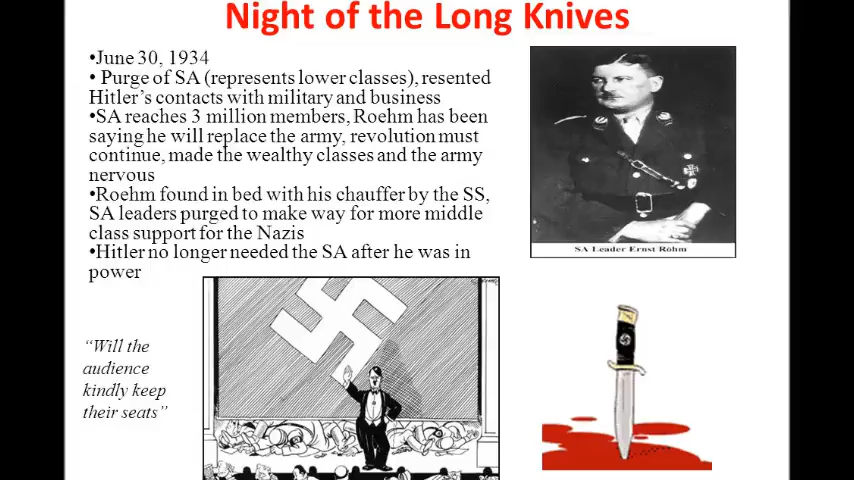 Night of the Long Knives
•June 30, 1934
• Purge of SA (represents lower classes), resented
Hitler's contacts with military and business
•SA reaches 3 million members, Roehm has been
saying he will replace the army, revolution must
continue, made the wealthy classes and the army
nervous
•Roehm found in bed with his chauffer by the SS,
SA leaders purged to make way for more middle
class support for the Nazis
•Hitler no longer needed the SA after he was in
power
SA Leader Ernst Röhm
“Will the
audience
kindly keep
their seats”